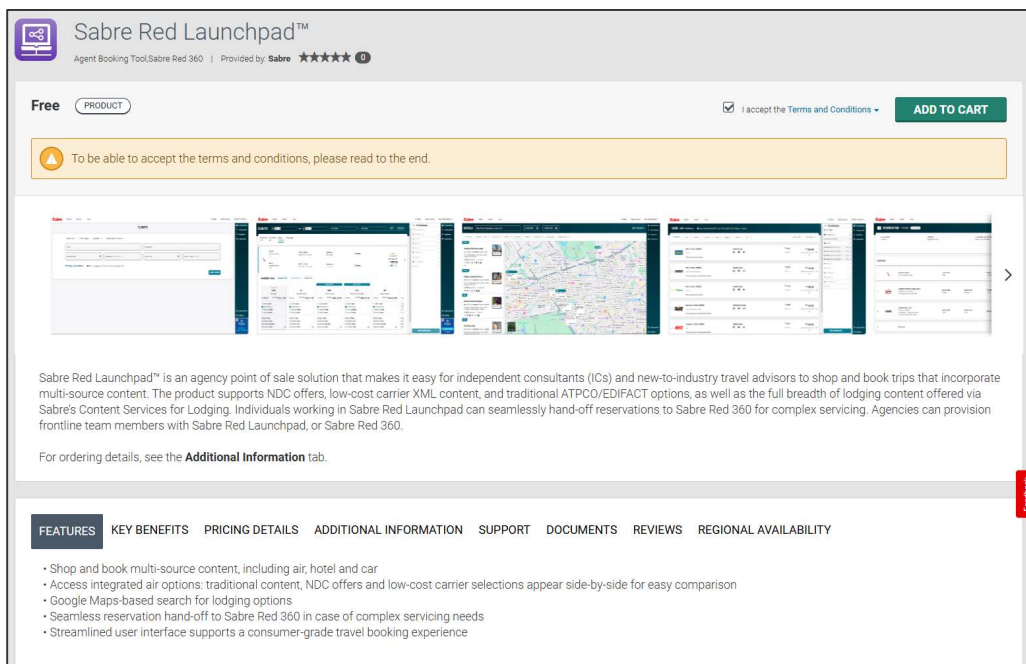 Sabre Red Launchpad™
Agent Booking Tool,Sabre Red 360 | Provided by: Sabre 0
Free PRODUCT I accept the Terms and Conditions ADD TO CART
To be able to accept the terms and conditions, please read to the end.
Sabre Red Launchpad™ is an agency point of sale solution that makes it easy for independent consultants (ICs) and new-to-industry travel advisors to shop and book trips that incorporate
multi-source content. The product supports NDC offers, low-cost carrier XML content, and traditional ATPCO/EDIFACT options, as well as the full breadth of lodging content offered via
Sabre's Content Services for Lodging. Individuals working in Sabre Red Launchpad can seamlessly hand-off reservations to Sabre Red 360 for complex servicing. Agencies can provision
frontline team members with Sabre Red Launchpad, or Sabre Red 360.
For ordering details, see the Additional Information tab.
FEATURES KEY BENEFITS PRICING DETAILS ADDITIONAL INFORMATION SUPPORT DOCUMENTS REVIEWS REGIONAL AVAILABILITY
• Shop and book multi-source content, including air, hotel and car
• Access integrated air options: traditional content, NDC offers and low-cost carrier selections appear side-by-side for easy comparison
• Google Maps-based search for lodging options
• Seamless reservation hand-off to Sabre Red 360 in case of complex servicing needs
• Streamlined user interface supports a consumer-grade travel booking experience